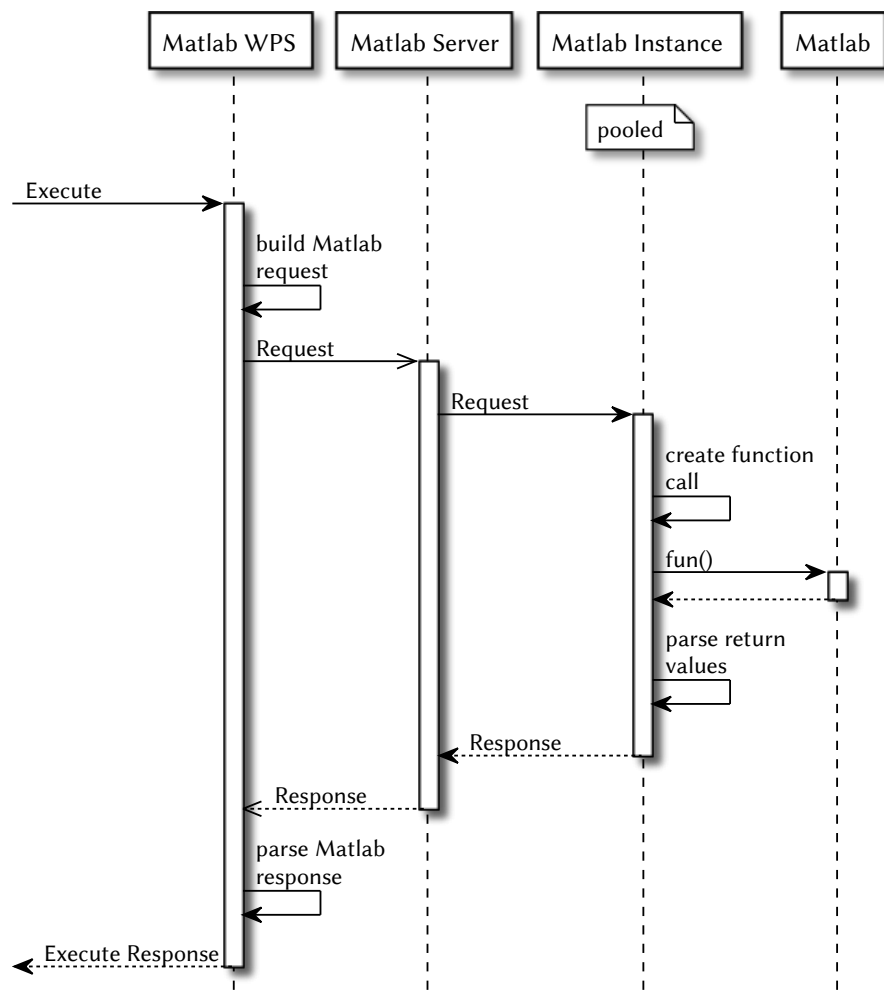 Matlab WPS
Matlab Server
Matlab Instance
Matlab
pooled
Execute
build Matlab
request
Request
Request
create function
call
fun()
parse return
values
Response
Response
parse Matlab
response
Execute Response